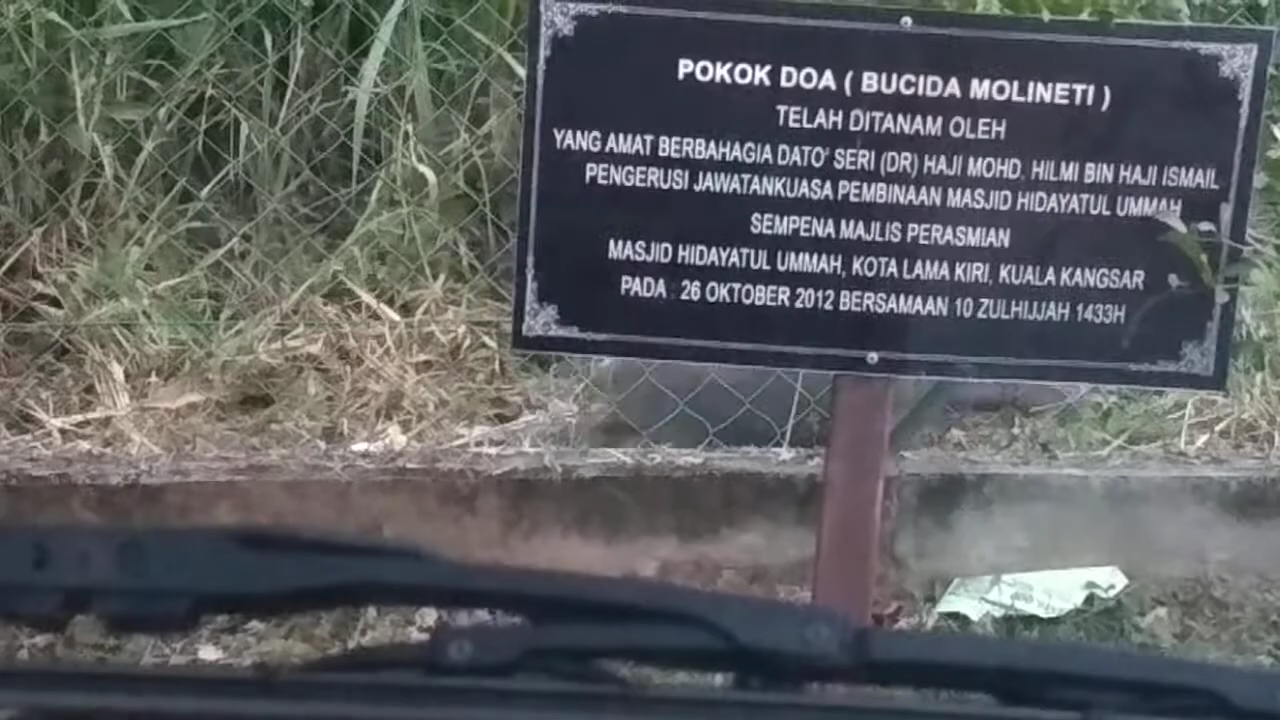 POKOK DOA ( BUCIDA MOLINETI )
TELAH DITANAM OLEH
YANG AMAT BERBAHAGIA DATO' SERI (DR) HAJI MOHD. HILMI BIN HAJI ISMAIL
PENGERUSI JAWATANKUASA PEMBINAAN MASJID HIDAYATUL UMMAH
SEMPENA MAJLIS PERASMIAN
MASJID HIDAYATUL UMMAH, KOTA LAMA KIRI, KUALA KANGSAR
PADA : 26 OKTOBER 2012 BERSAMAAN 10 ZULHIJJAH 1433H